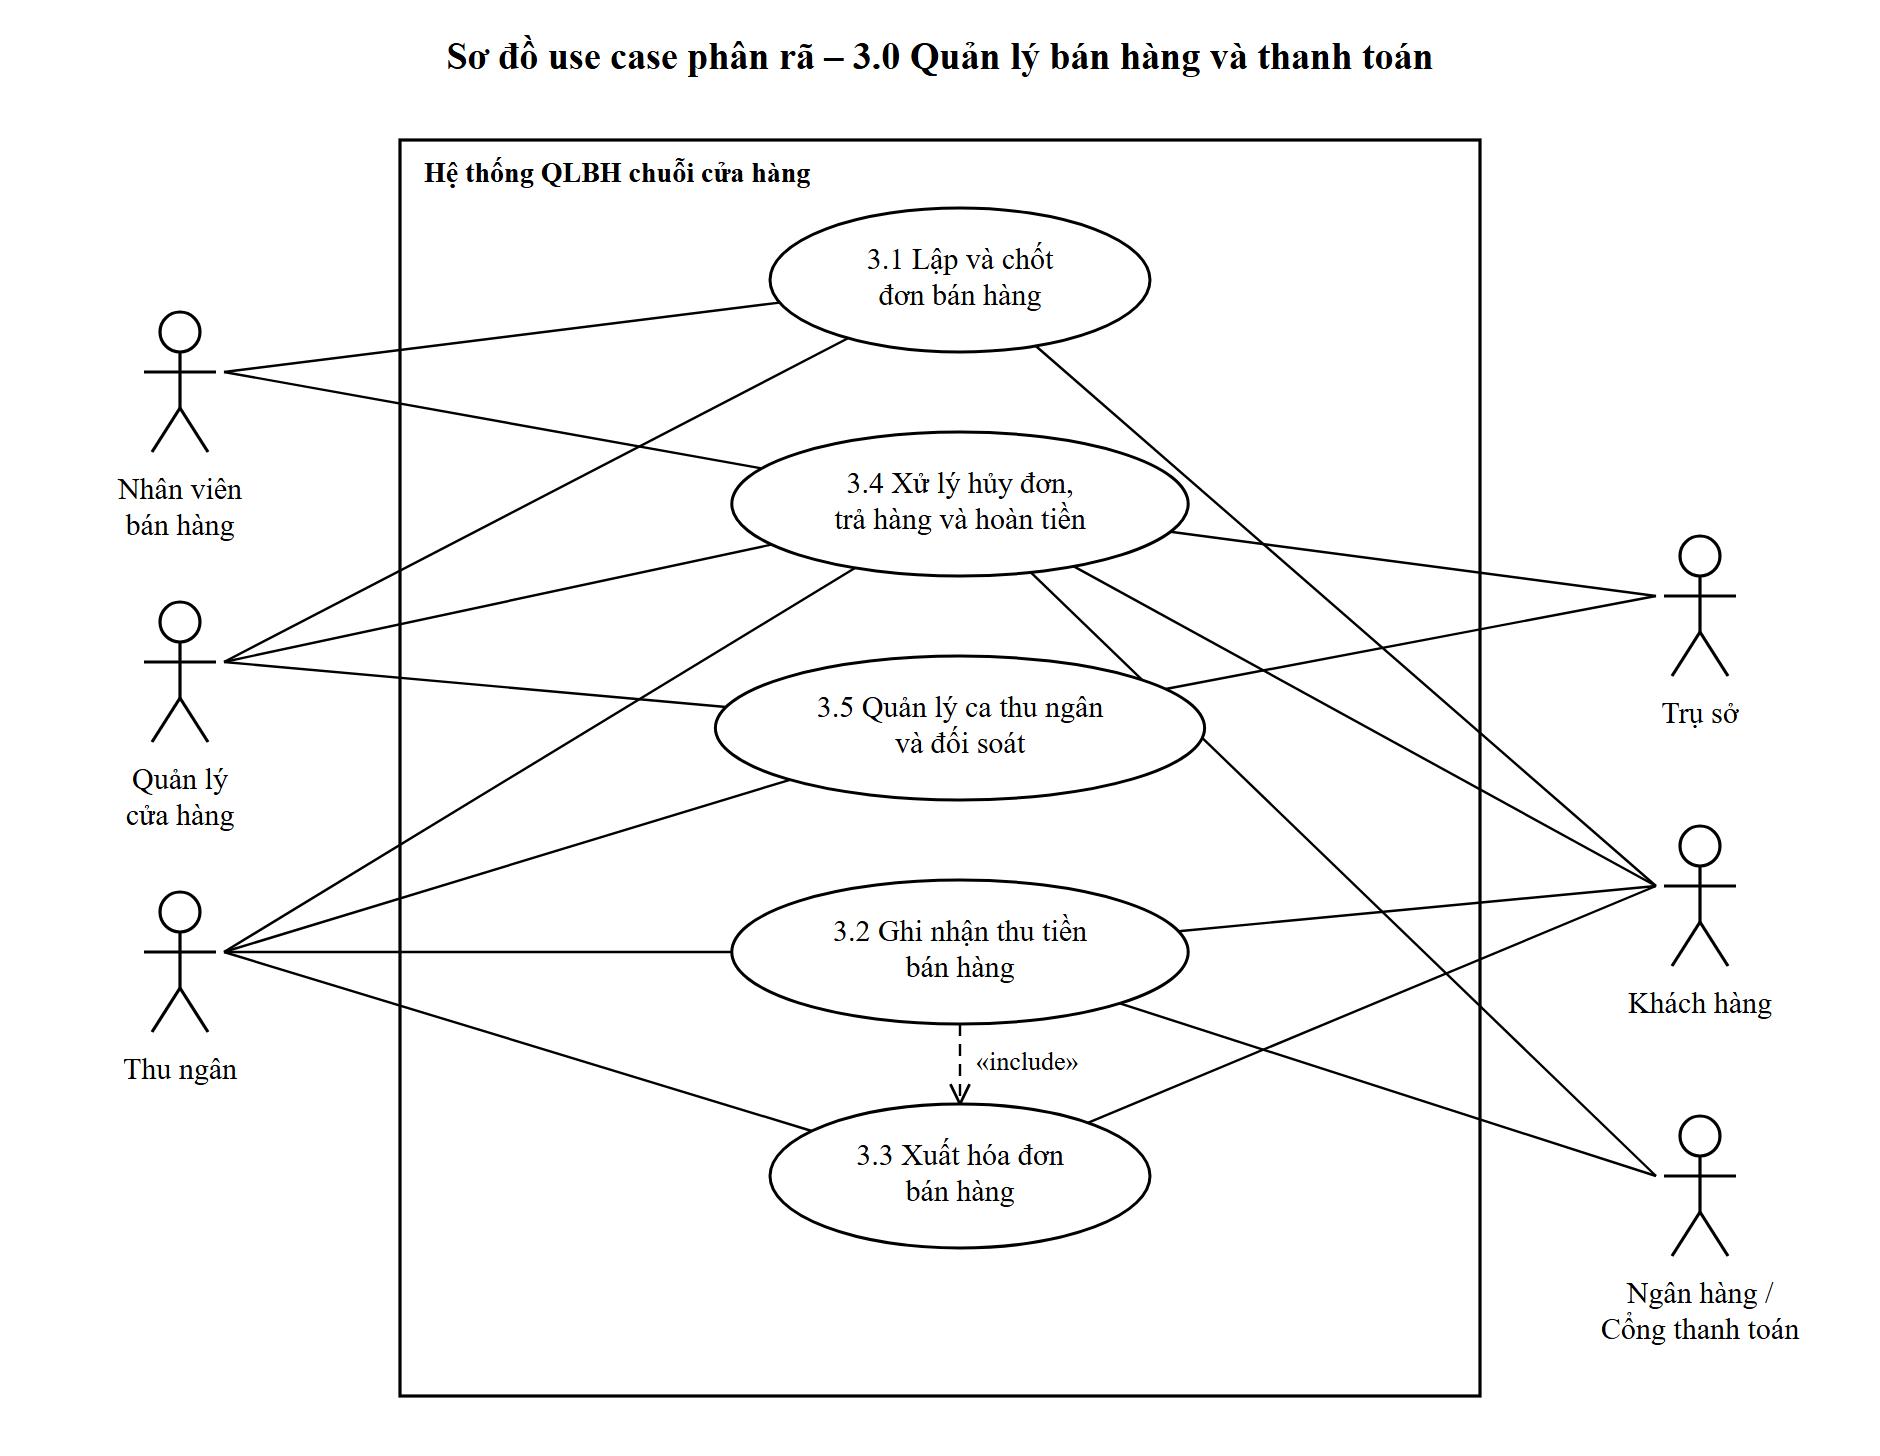 Sơ đồ use case phân rã – 3.0 Quản lý bán hàng và thanh toán
Hệ thống QLBH chuỗi cửa hàng
3.1 Lập và chốt
đơn bán hàng
3.4 Xử lý hủy đơn,
trả hàng và hoàn tiền
3.5 Quản lý ca thu ngân
và đối soát
3.2 Ghi nhận thu tiền
bán hàng
«include»
3.3 Xuất hóa đơn
bán hàng
Nhân viên
bán hàng
Quản lý
cửa hàng
Thu ngân
Trụ sở
Khách hàng
Ngân hàng /
Cổng thanh toán